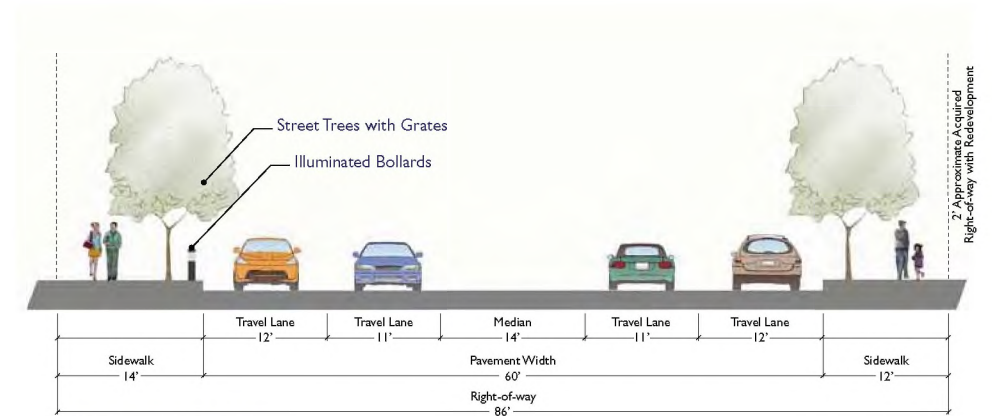 Street Trees with Grates
Illuminated Bollards
2' Approximate Acquired
Right-of-way with Redevelopment
Travel Lane
12'
Travel Lane
11'
Median
14'
Travel Lane
11'
Travel Lane
12'
Sidewalk
14'
Pavement Width
60'
Sidewalk
12'
Right-of-way
86'